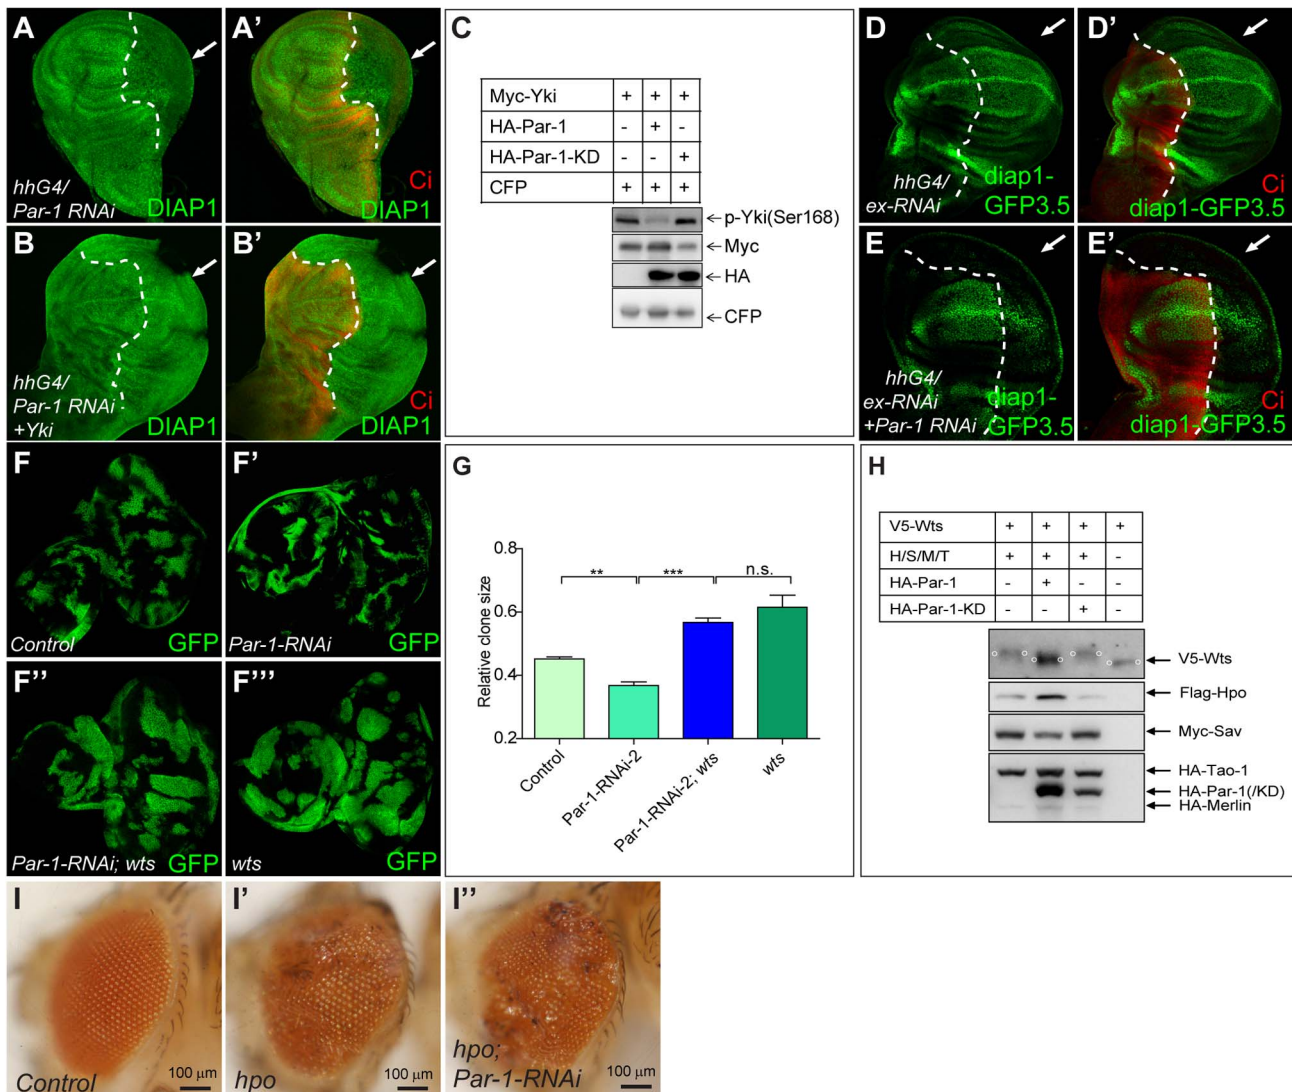 A
hhG4/
Par-1 RNAi
DIAP1
A'
Ci
DIAP1
B
hhG4/
Par-1 RNAi
+Yki
DIAP1
B'
Ci
DIAP1
C
Myc-Yki + + +
HA-Par-1 - + -
HA-Par-1-KD - - +
CFP + + +
p-Yki(Ser168)
Myc
HA
CFP
D
hhG4/
ex-RNAi
diap1-
GFP3.5
D'
Ci
diap1-GFP3.5
E
hhG4/
ex-RNAi
+Par-1 RNAi
diap1-
GFP3.5
E'
Ci
diap1-GFP3.5
F
Control
GFP
F'
Par-1-RNAi
GFP
F''
Par-1-RNAi; wts
GFP
F'''
wts
GFP
G
Relative clone size
0.8
0.6
0.4
0.2
**
***
n.s.
Control
Par-1-RNAi-2
Par-1-RNAi-2; wts
wts
H
V5-Wts + + + +
H/S/M/T + + + -
HA-Par-1 - + - -
HA-Par-1-KD - - + -
V5-Wts
Flag-Hpo
Myc-Sav
HA-Tao-1
HA-Par-1(/KD)
HA-Merlin
I
Control
100 µm
I'
hpo
100 µm
I''
hpo;
Par-1-RNAi
100 µm